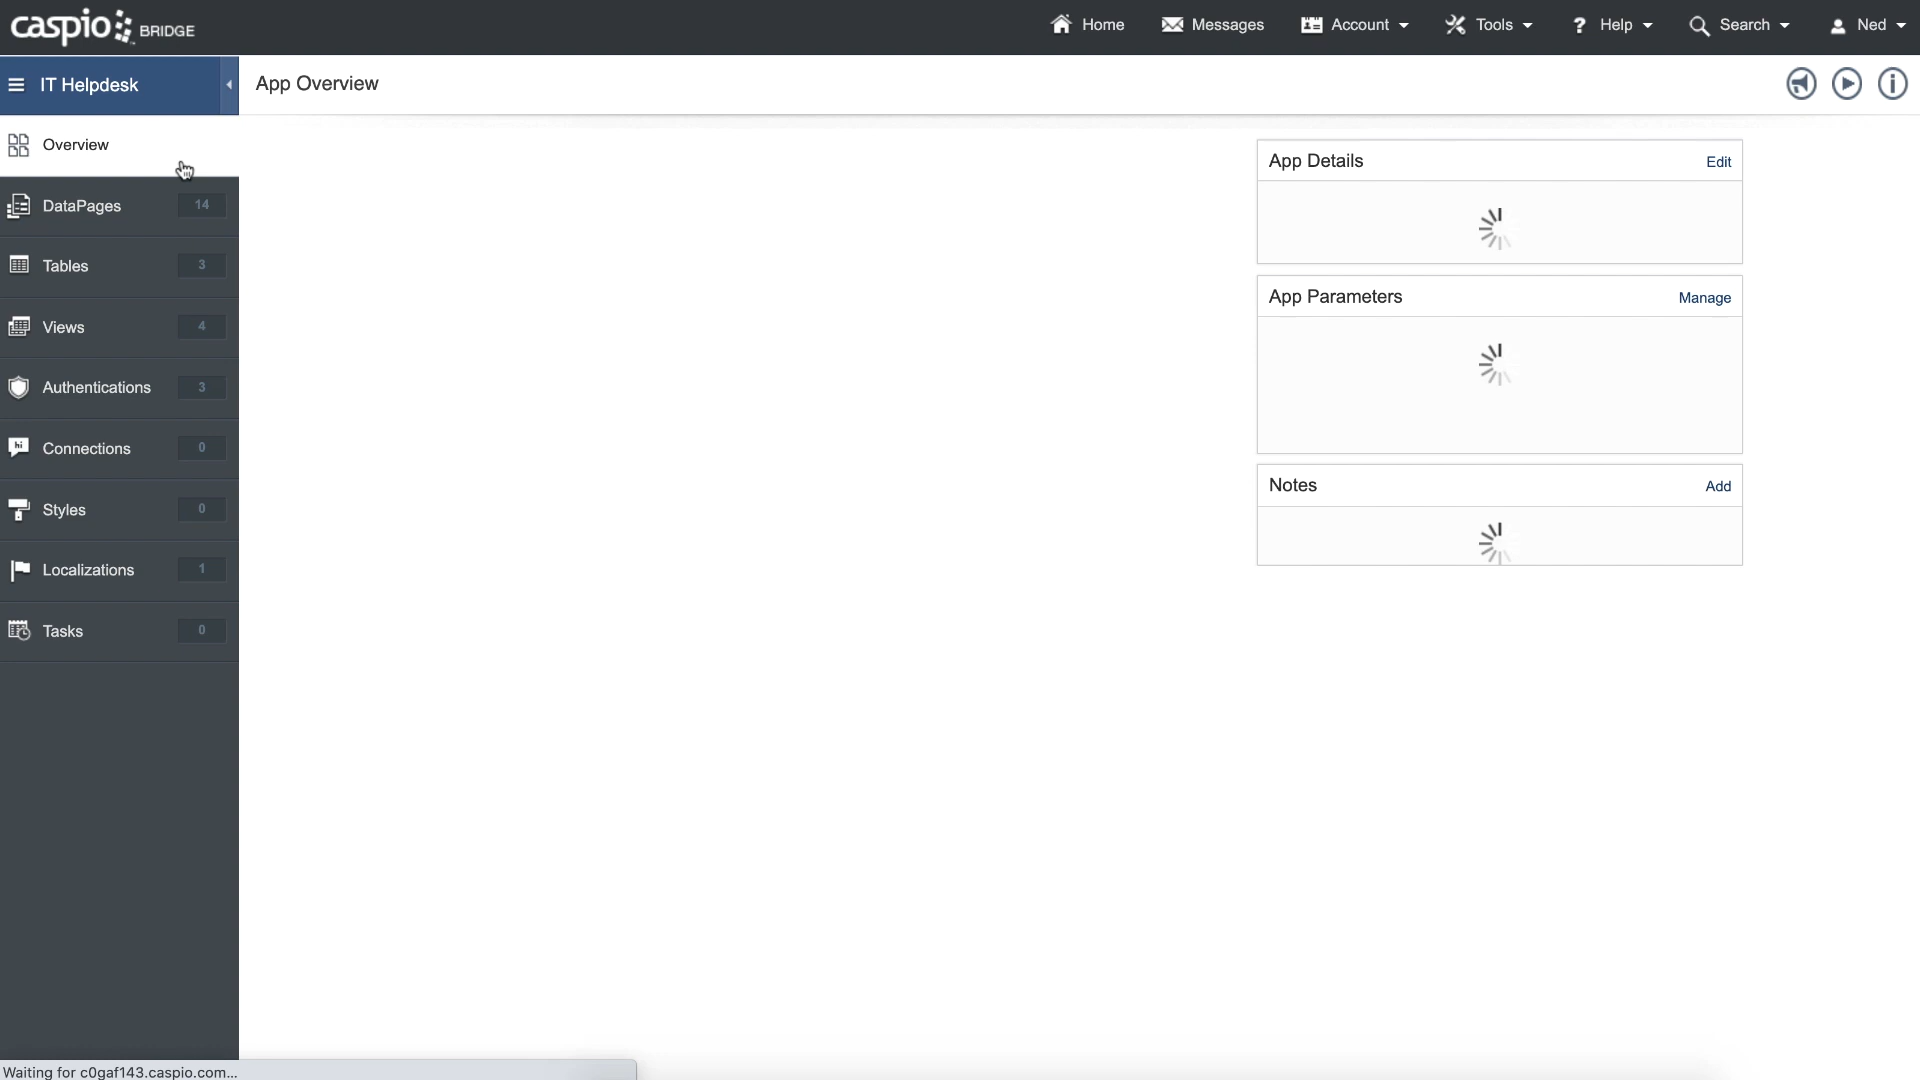 caspio BRIDGE
Home
Messages
Account
Tools
? Help
Search
Ned
IT Helpdesk
App Overview
Overview
DataPages 14
Tables 3
Views 4
Authentications 3
hi Connections 0
Styles 0
Localizations 1
Tasks 0
App Details Edit
App Parameters Manage
Notes Add
Waiting for c0gaf143.caspio.com...